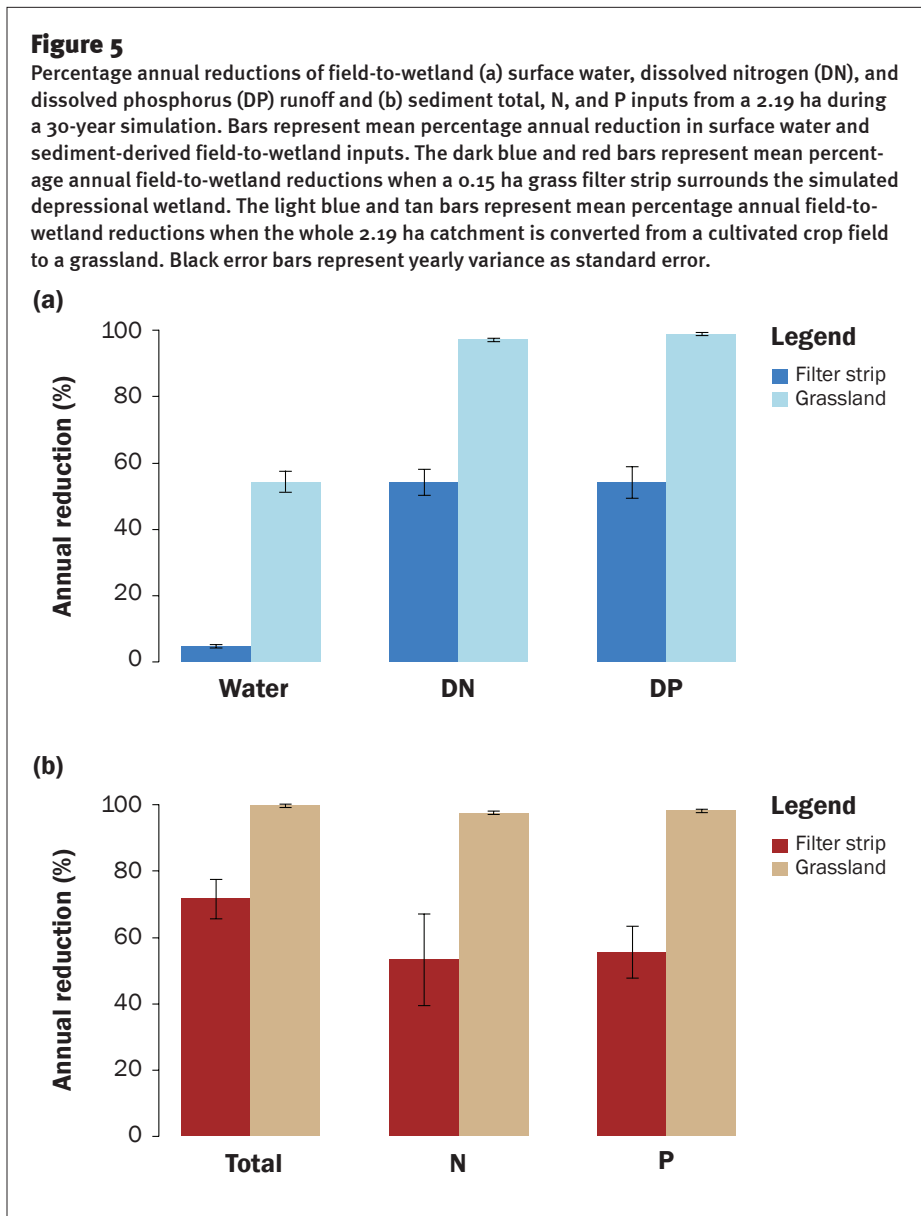 Figure 5
Percentage annual reductions of field-to-wetland (a) surface water, dissolved nitrogen (DN), and
dissolved phosphorus (DP) runoff and (b) sediment total, N, and P inputs from a 2.19 ha during
a 30-year simulation. Bars represent mean percentage annual reduction in surface water and
sediment-derived field-to-wetland inputs. The dark blue and red bars represent mean percent-
age annual field-to-wetland reductions when a 0.15 ha grass filter strip surrounds the simulated
depressional wetland. The light blue and tan bars represent mean percentage annual field-to-
wetland reductions when the whole 2.19 ha catchment is converted from a cultivated crop field
to a grassland. Black error bars represent yearly variance as standard error.
(a)
Annual reduction (%)
100
80
60
40
20
0
Water DN DP
Legend
Filter strip
Grassland
(b)
Annual reduction (%)
100
80
60
40
20
0
Total N P
Legend
Filter strip
Grassland